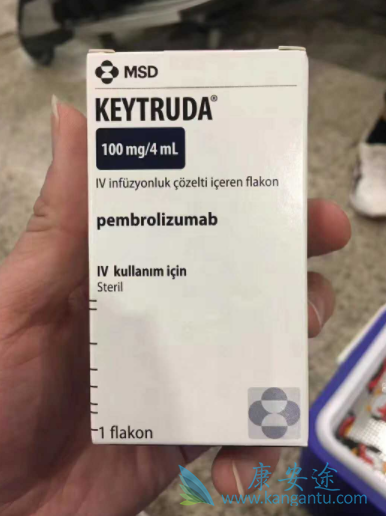 MSD
KEYTRUDA®
100 mg/4 mL
IV infüzyonluk çözelti içeren flakon
pembrolizumab
IV kullanım için
Steril
1 flakon
康安途
www.kangantu.com